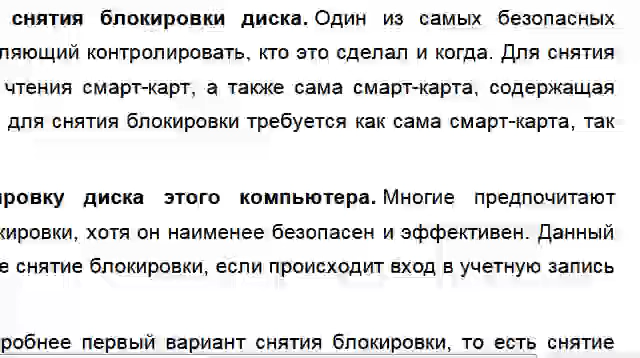 снятия блокировки диска. Один из самых безопасных
ляющий контролировать, кто это сделал и когда. Для снятия
чтения смарт-карт, а также сама смарт-карта, содержащая
для снятия блокировки требуется как сама смарт-карта, так
ровку диска этого компьютера. Многие предпочитают
кировки, хотя он наименее безопасен и эффективен. Данный
е снятие блокировки, если происходит вход в учетную запись
робнее первый вариант снятия блокировки, то есть снятие